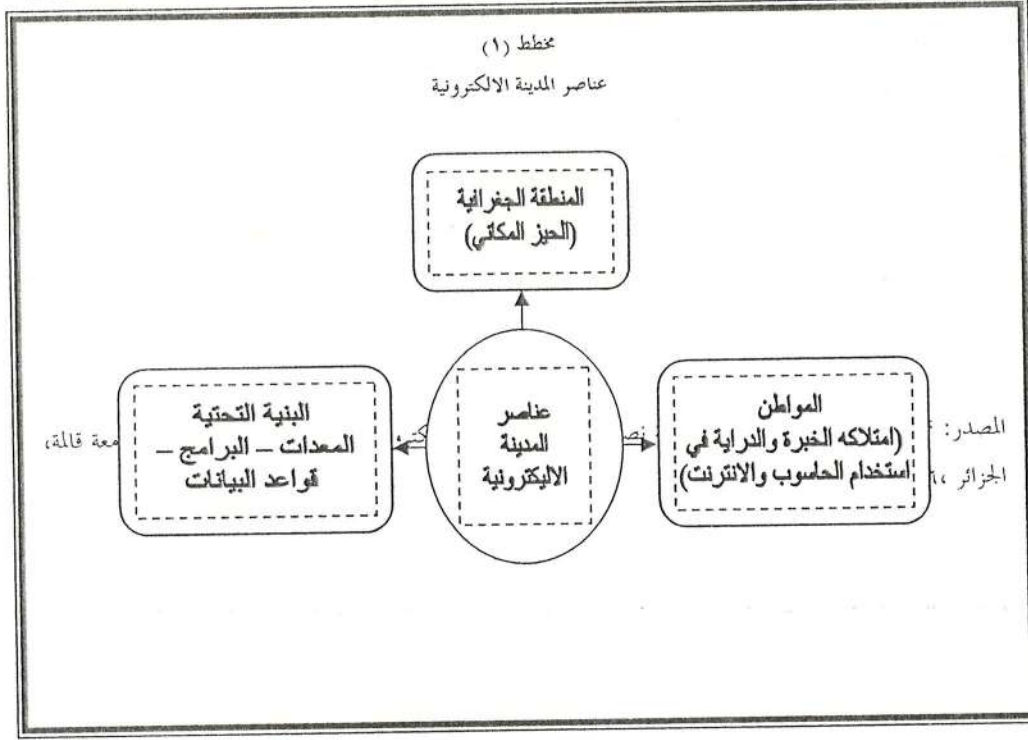 مخطط (١)
عناصر المدينة الالكترونية
المنطقة الجغرافية
(الحيز المكاني)
المواطن
(امتلاكه الخبرة والدراية في
استخدام الحاسوب والانترنت)
عناصر
المدينة
الاليكترونية
البنية التحتية
المعدات – البرامج –
قواعد البيانات
المصدر:
معة قالمة،
الجزائر ،